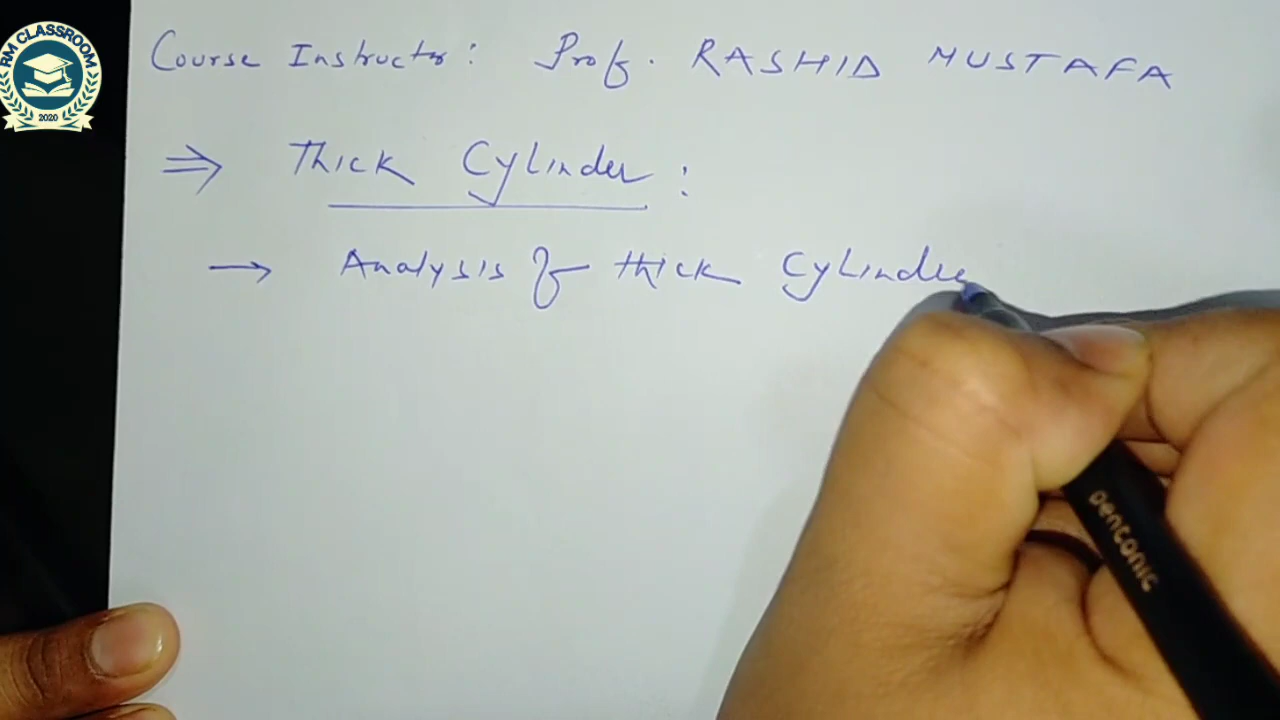 RM CLASSROOM
2020
Course Instructor : Prof. RASHID MUSTAFA
⇒ Thick Cylinder :
→ Analysis of thick Cylinder
Dentonic